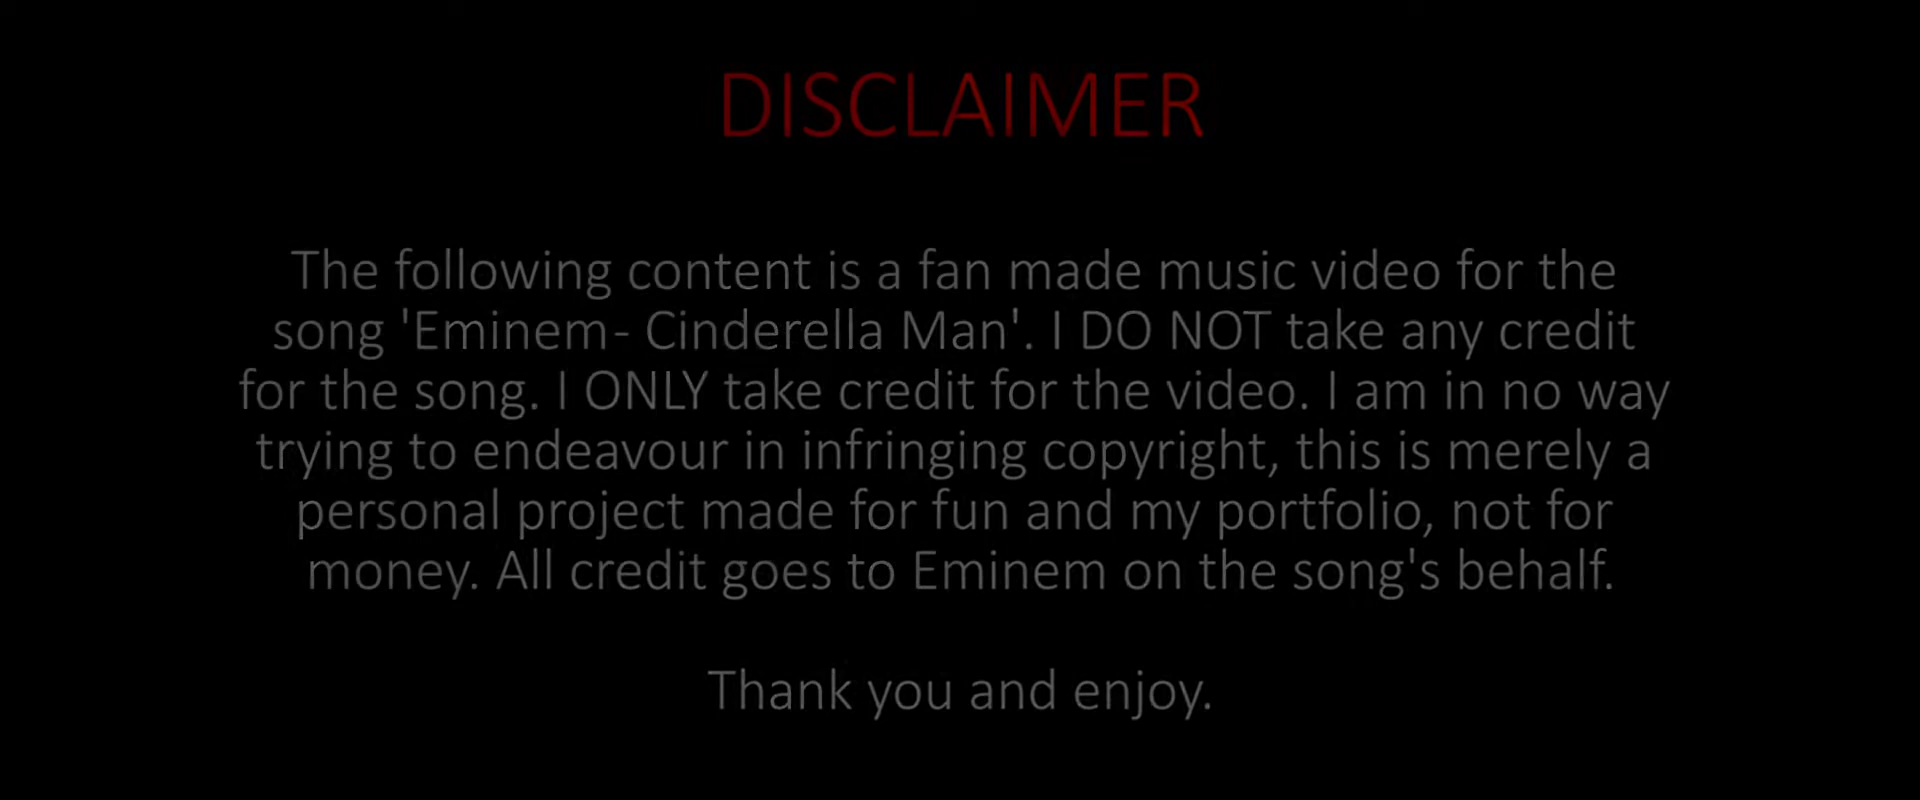 DISCLAIMER
The following content is a fan made music video for the
song 'Eminem- Cinderella Man'. I DO NOT take any credit
for the song. I ONLY take credit for the video. I am in no way
trying to endeavour in infringing copyright, this is merely a
personal project made for fun and my portfolio, not for
money. All credit goes to Eminem on the song's behalf.
Thank you and enjoy.